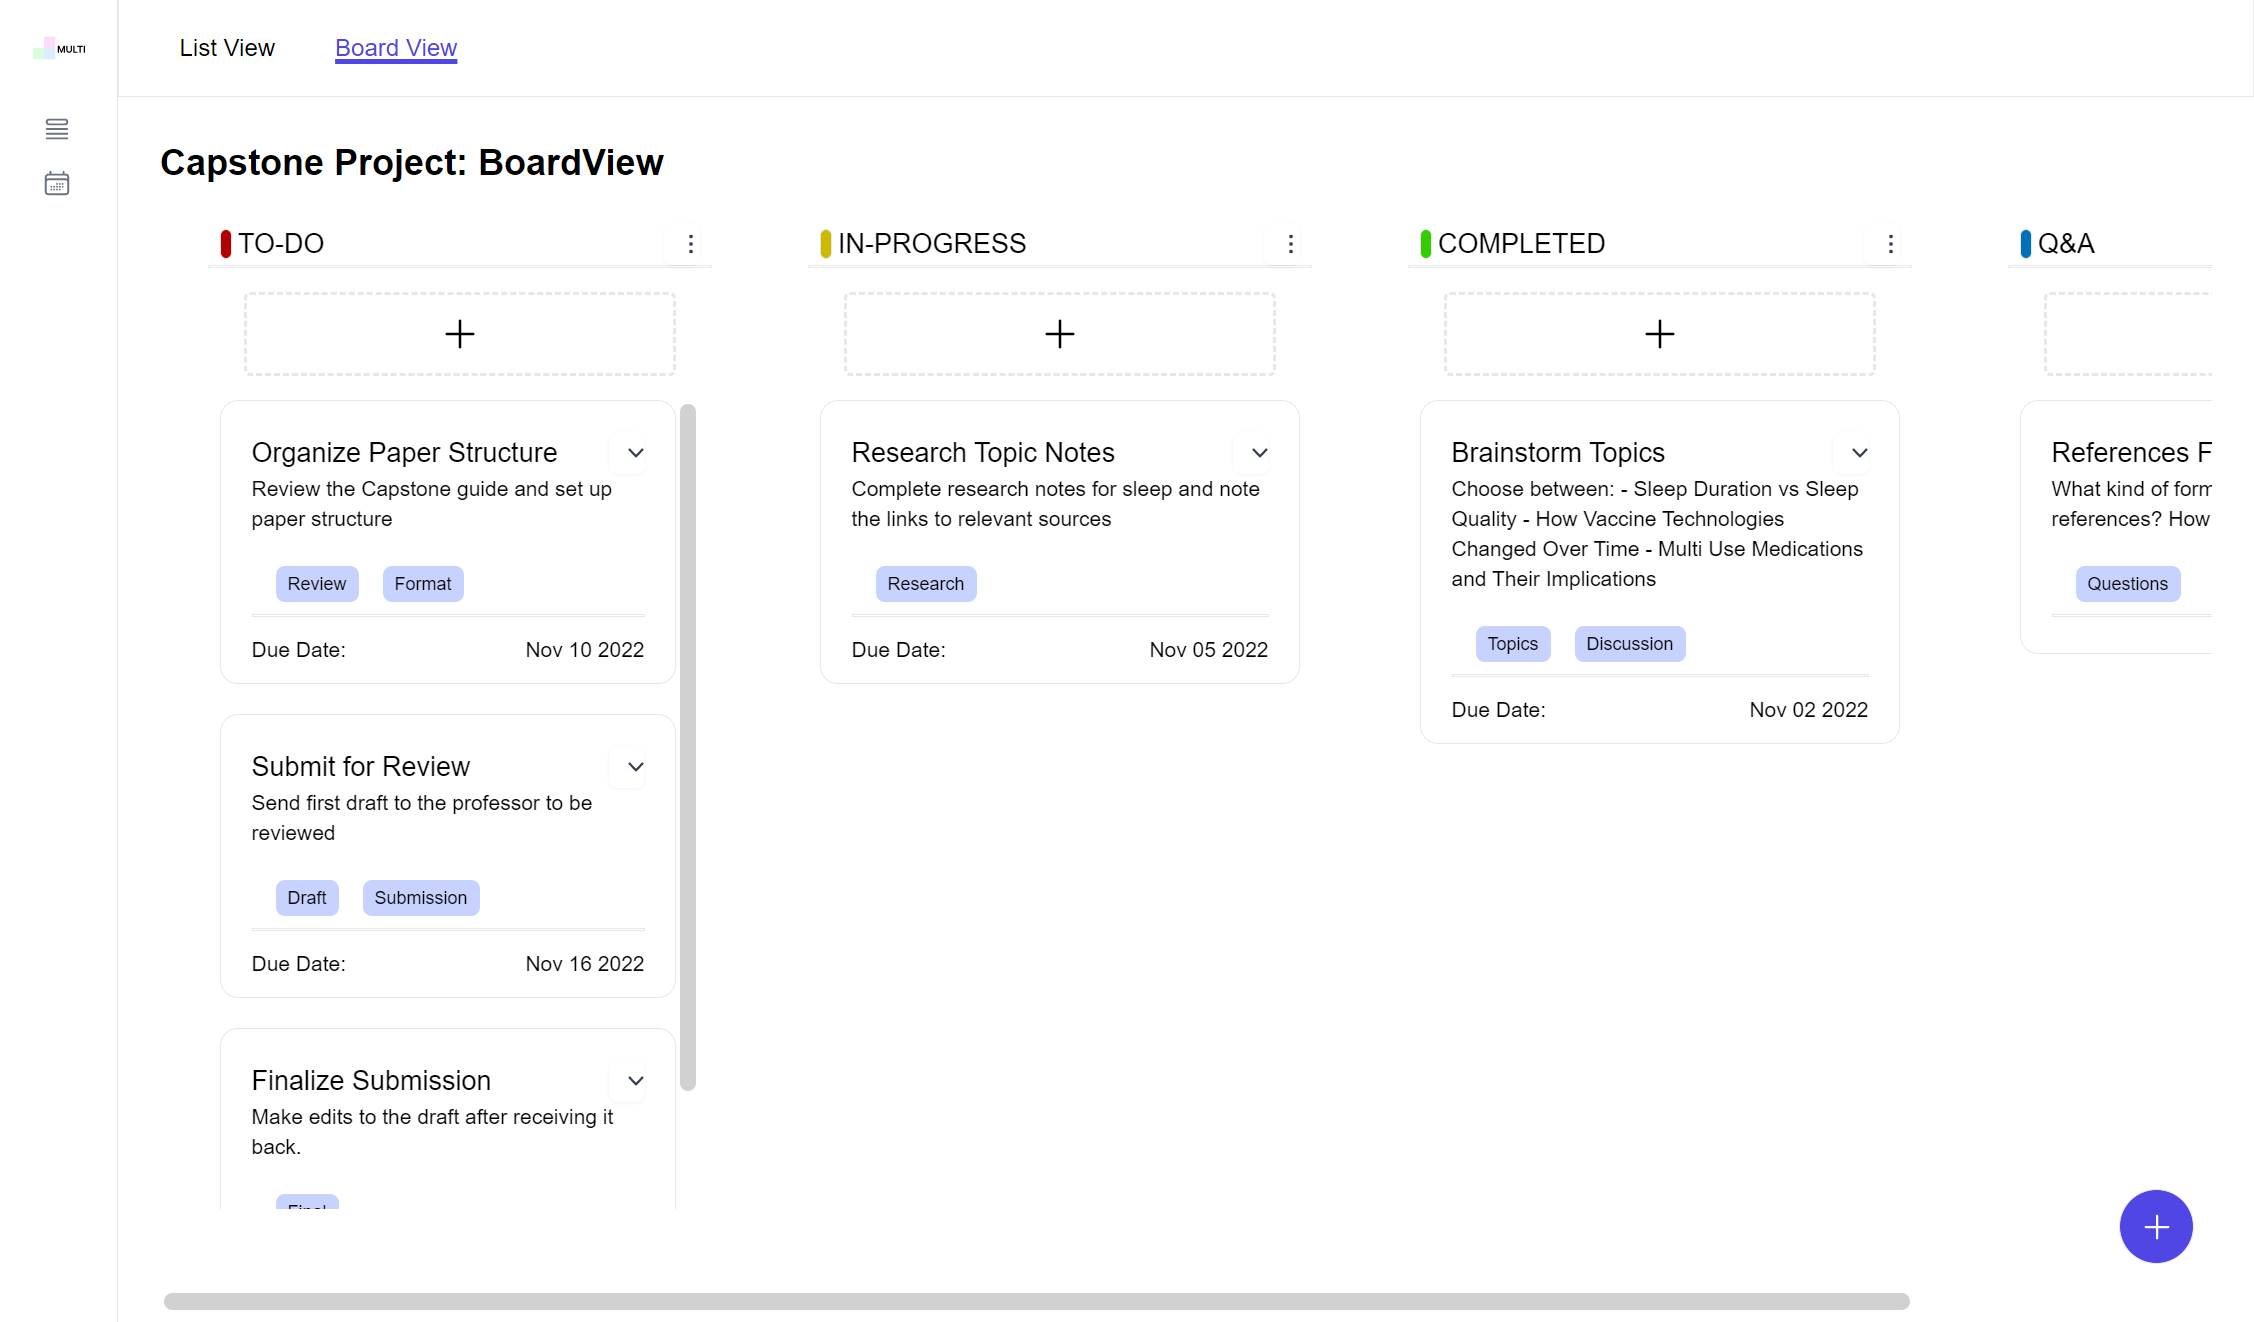 MULTI
List View
Board View
Capstone Project: BoardView
TO-DO
Organize Paper Structure
Review the Capstone guide and set up
paper structure
Review
Format
Due Date:
Nov 10 2022
Submit for Review
Send first draft to the professor to be
reviewed
Draft
Submission
Due Date:
Nov 16 2022
Finalize Submission
Make edits to the draft after receiving it
back.
Final
IN-PROGRESS
Research Topic Notes
Complete research notes for sleep and note
the links to relevant sources
Research
Due Date:
Nov 05 2022
COMPLETED
Brainstorm Topics
Choose between: - Sleep Duration vs Sleep
Quality - How Vaccine Technologies
Changed Over Time - Multi Use Medications
and Their Implications
Topics
Discussion
Due Date:
Nov 02 2022
Q&A
References
What kind of form
references? How
Questions